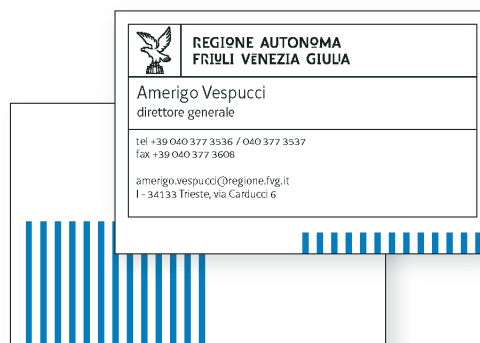 REGIONE AUTONOMA
FRIULI VENEZIA GIULIA
Amerigo Vespucci
direttore generale
tel +39 040 377 3536 / 040 377 3537
fax +39 040 377 3608
amerigo.vespucci@regione.fvg.it
I - 34133 Trieste, via Carducci 6